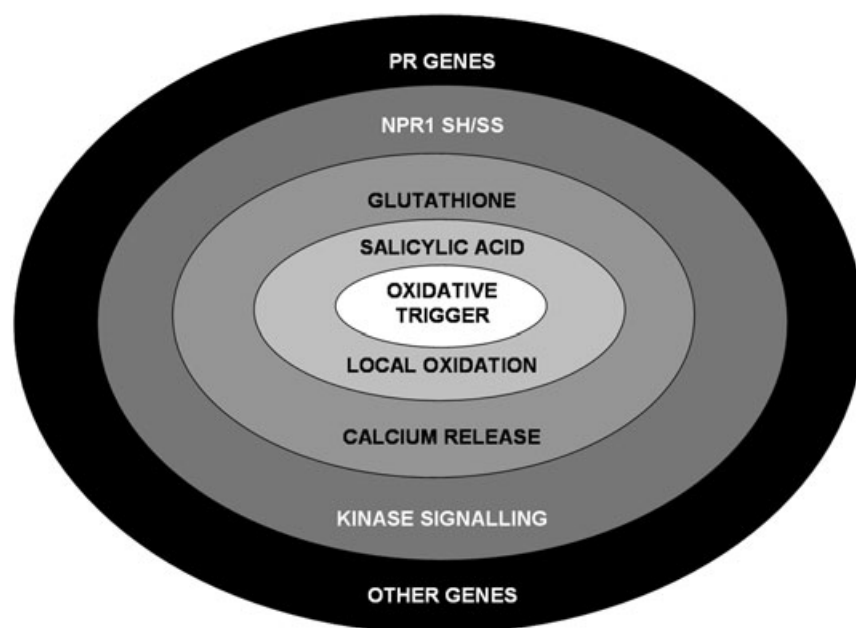 PR GENES
NPR1 SH/SS
GLUTATHIONE
SALICYLIC ACID
OXIDATIVE
TRIGGER
LOCAL OXIDATION
CALCIUM RELEASE
KINASE SIGNALLING
OTHER GENES